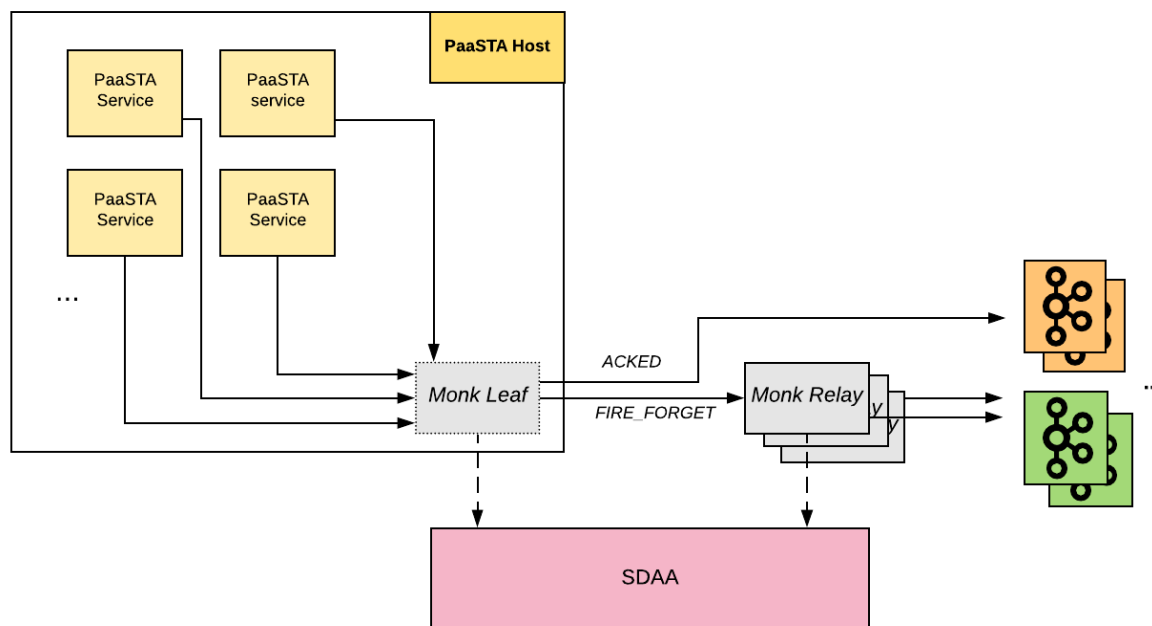 PaaSTA Host
PaaSTA
Service
PaaSTA
service
PaaSTA
Service
PaaSTA
Service
...
ACKED
Monk Leaf
FIRE_FORGET
Monk Relay
y
y
..
SDAA